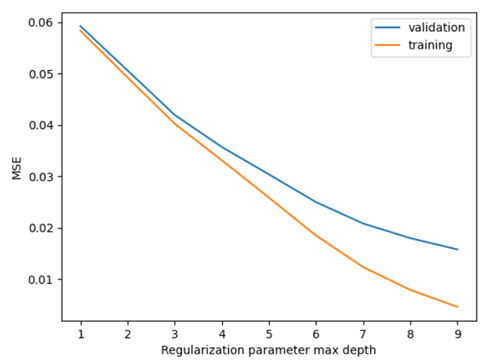 0.06
0.05
0.04
0.03
0.02
0.01
MSE
validation
training
1 2 3 4 5 6 7 8 9
Regularization parameter max depth